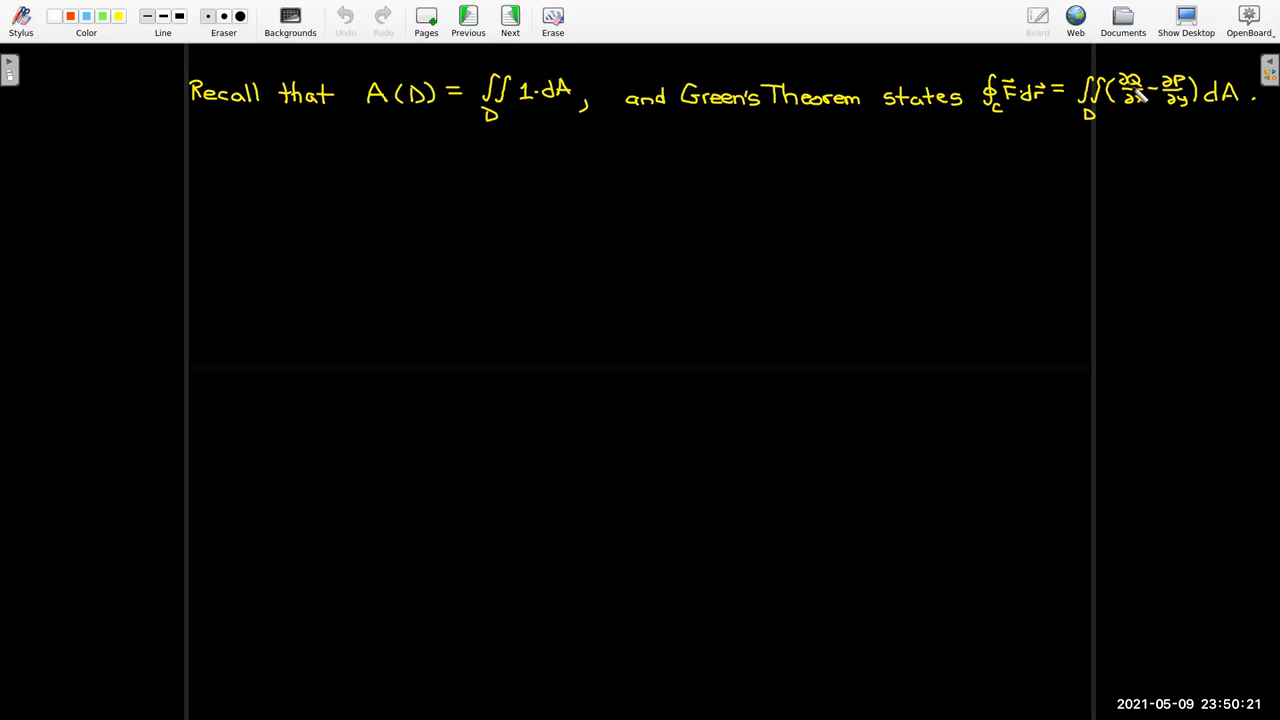 Stylus Color Line Eraser Backgrounds Undo Redo Pages Previous Next Erase Board Web Documents Show Desktop OpenBoard
Recall that A(D) = ∬_D 1·dA, and Green's Theorem states ∮_C F⃗·dr⃗ = ∬_D (∂Q/∂x − ∂P/∂y) dA.
2021-05-09 23:50:21